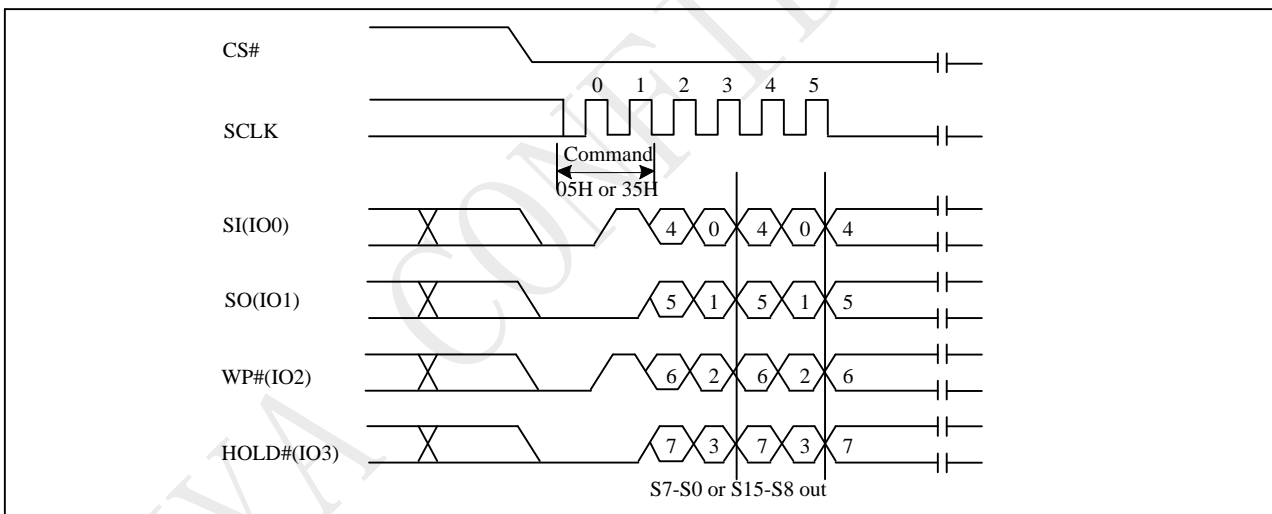 CS#
0 1 2 3 4 5
SCLK
Command
05H or 35H
SI(IO0) 4 0 4 0 4
SO(IO1) 5 1 5 1 5
WP#(IO2) 6 2 6 2 6
HOLD#(IO3) 7 3 7 3 7
S7-S0 or S15-S8 out